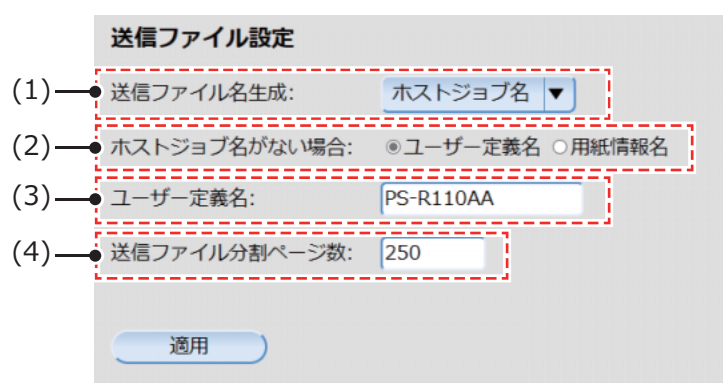 送信ファイル設定
(1) 送信ファイル名生成: ホストジョブ名 ▼
(2) ホストジョブ名がない場合: ◉ユーザー定義名 ○用紙情報名
(3) ユーザー定義名: PS-R110AA
(4) 送信ファイル分割ページ数: 250
適用